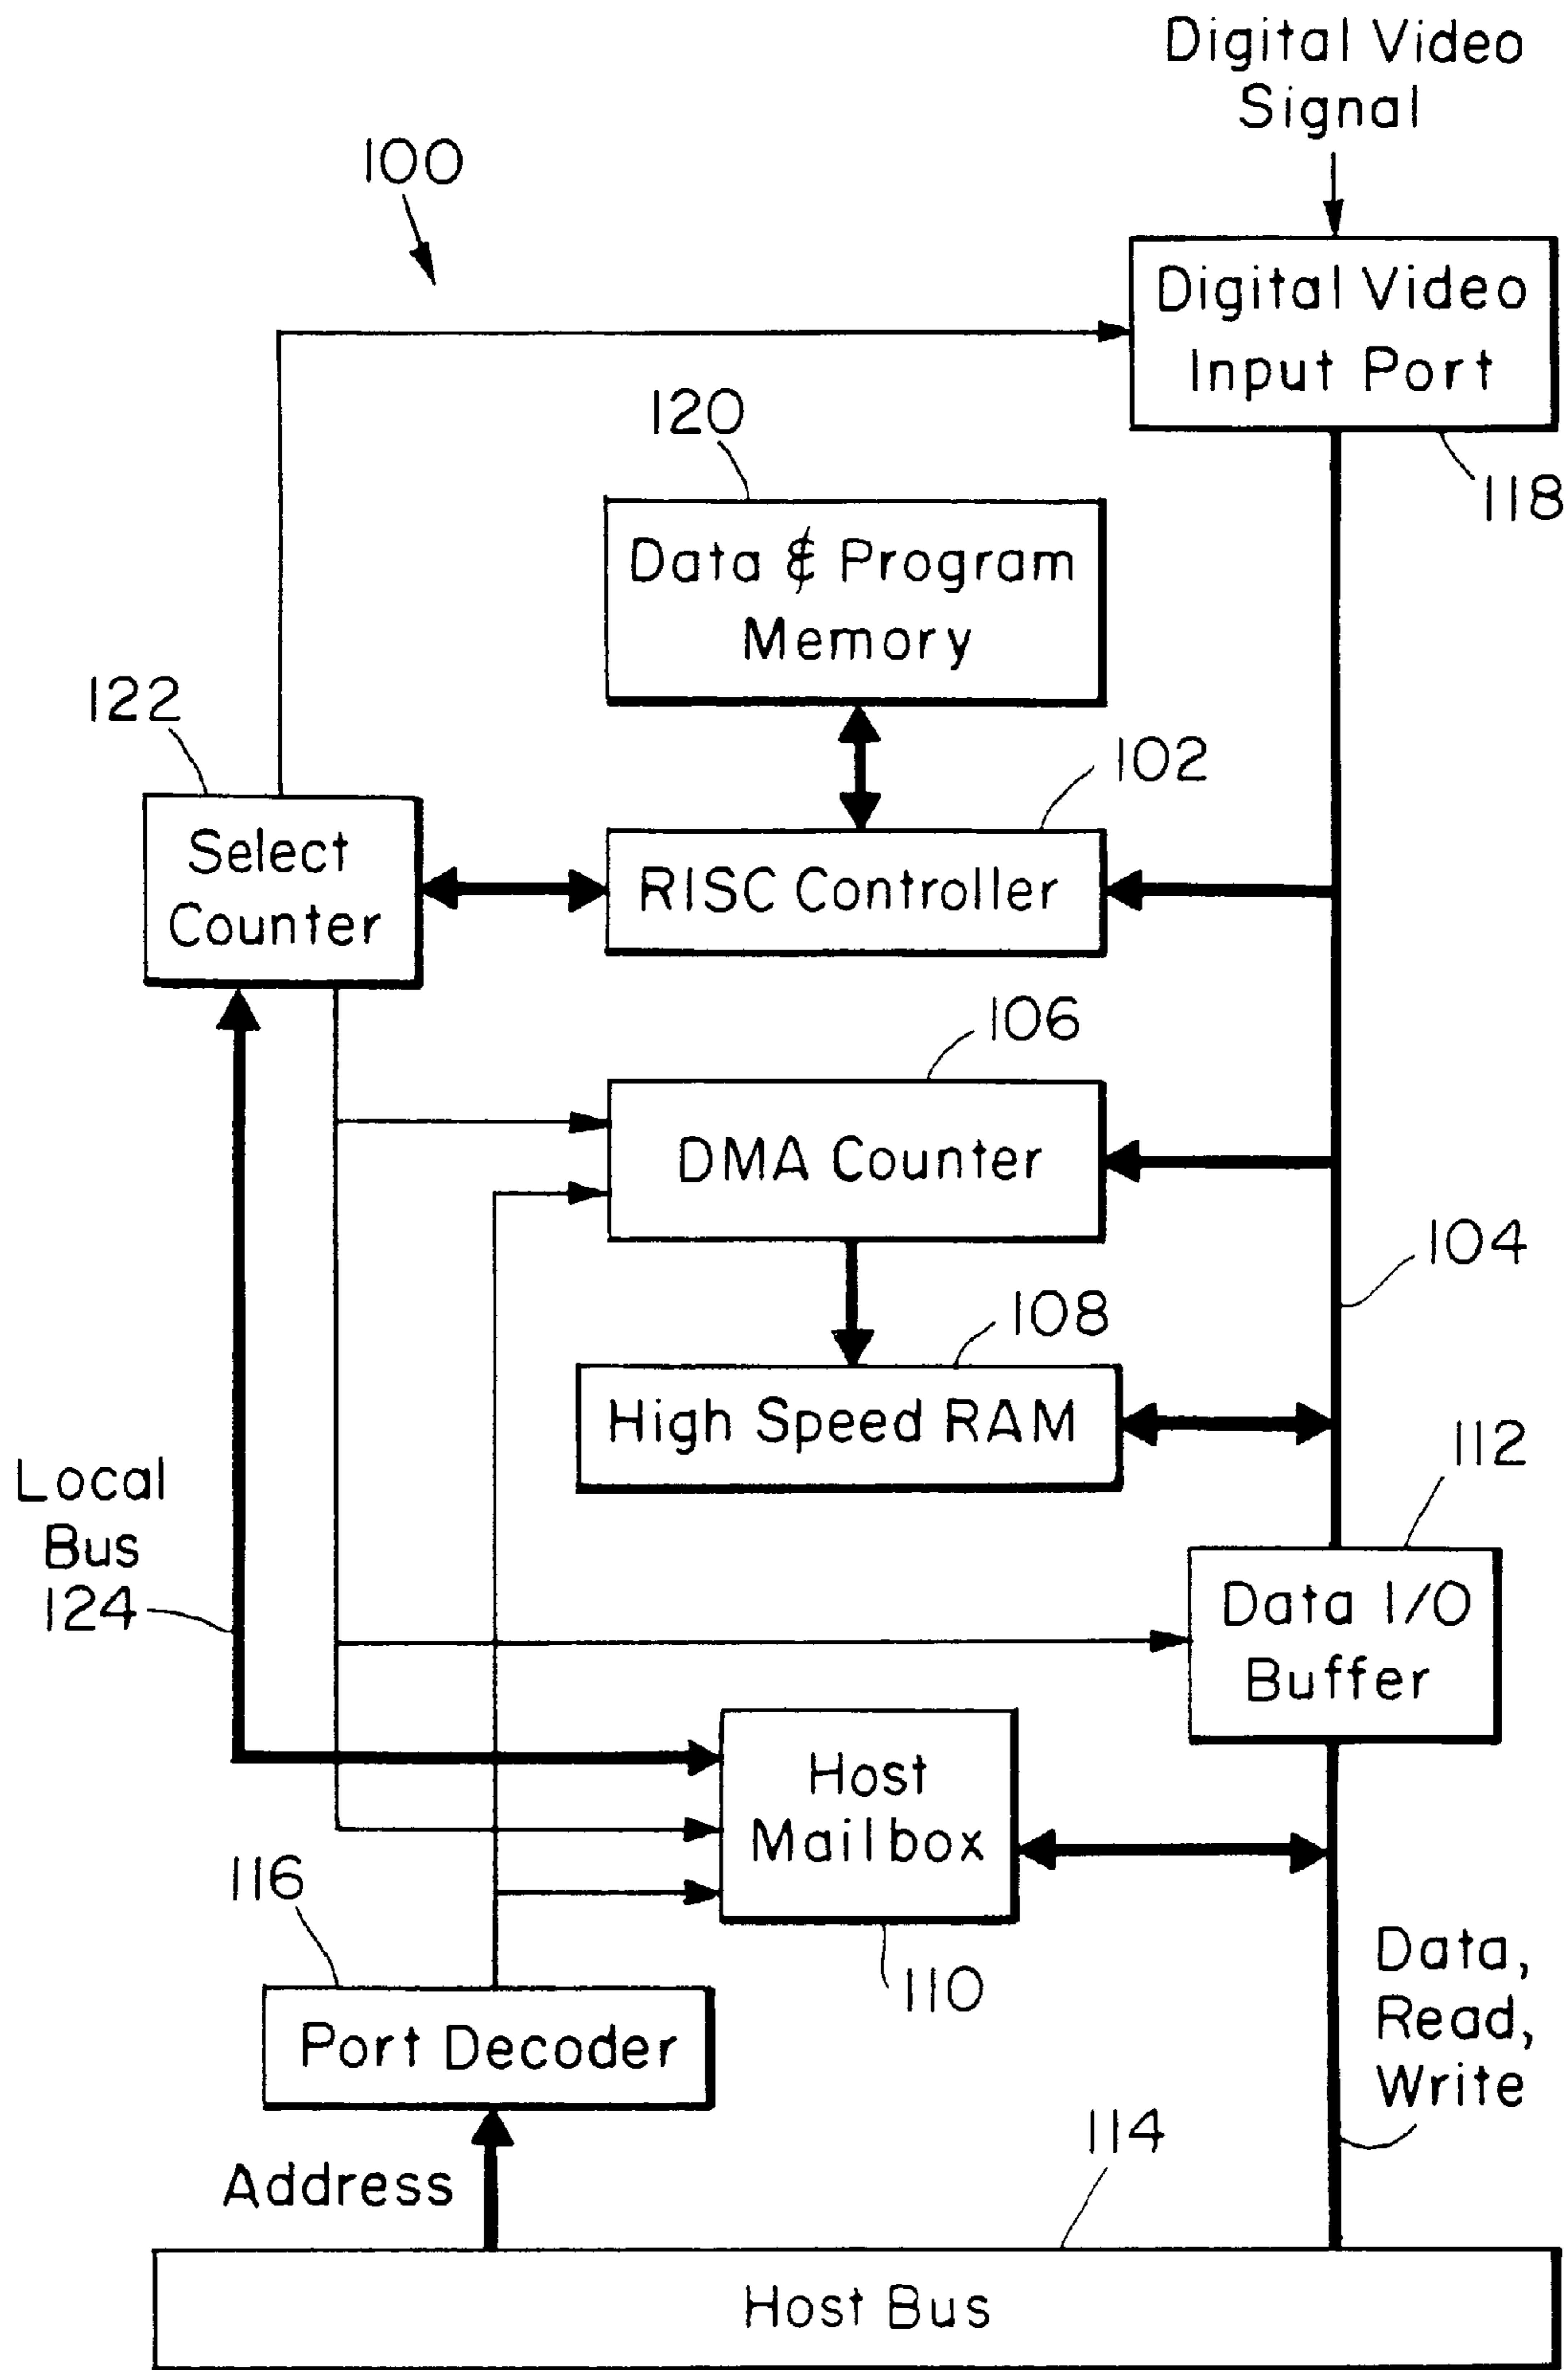 Digital Video
Signal
100
Digital Video
Input Port
118
120
Data & Program
Memory
122
102
Select
Counter
RISC Controller
106
DMA Counter
104
108
High Speed RAM
112
Local
Bus
124
Data I/O
Buffer
Host
Mailbox
116
110
Data,
Read,
Write
Port Decoder
114
Address
Host Bus